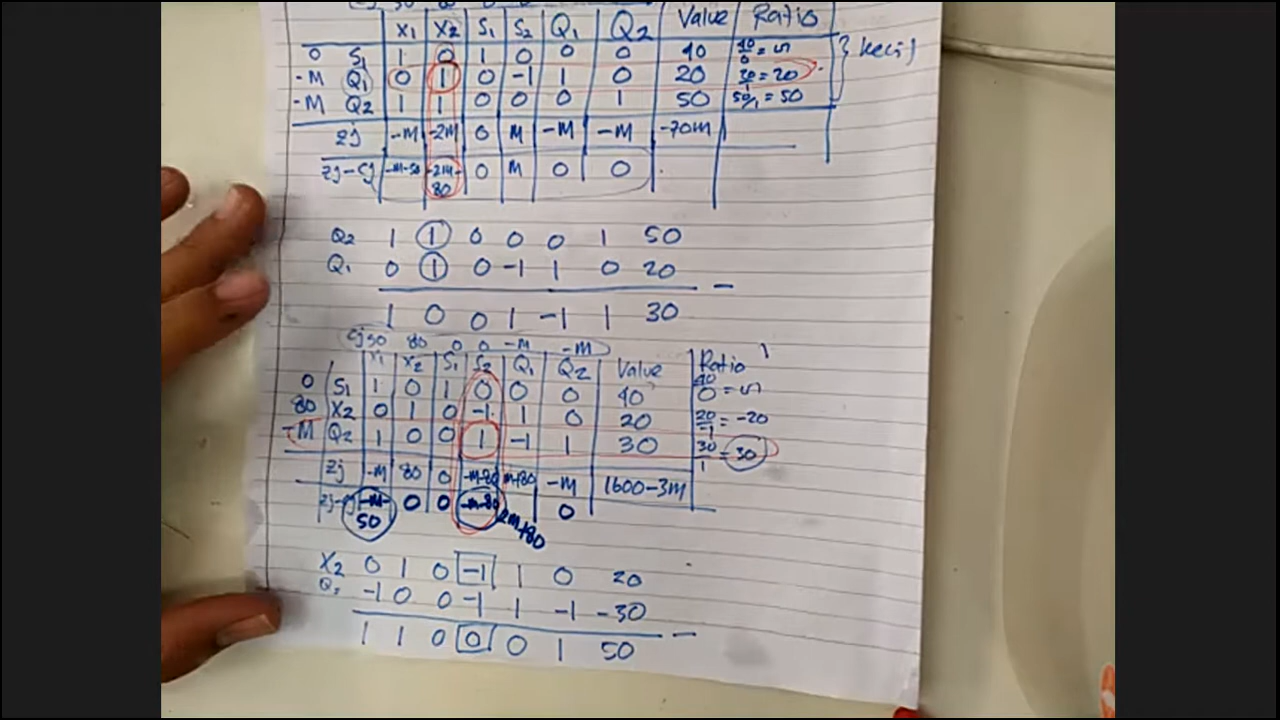 X1 X2 S1 S2 Q1 Q2 Value Ratio
0 S1 1 0 1 0 0 0 40 40/0 = ∽
-M Q1 0 1 0 -1 1 0 20 20/1 = 20
-M Q2 1 1 0 0 0 1 50 50/1 = 50
Zj -M -2M 0 M -M -M -70M
Zj-Cj -M-50 -2M-80 0 M 0 0
Q2 1 1 0 0 0 1 50
Q1 0 1 0 -1 1 0 20
1 0 0 1 -1 1 30 -
Cj 50 80 0 0 -M -M
X1 X2 S1 S2 Q1 Q2 Value Ratio
0 S1 1 0 1 0 0 0 40 40/0 = ∽
80 X2 0 1 0 -1 1 0 20 20/-1 = -20
-M Q2 1 0 0 1 -1 1 30 30/1 = 30
Zj -M 80 0 -M-80 M+80 -M 1600-3M
Zj-Cj -M-50 0 0 -M-80 2M+80 0
X2 0 1 0 -1 1 0 20
-1 0 0 -1 1 -1 -30
1 1 0 0 0 1 50 -